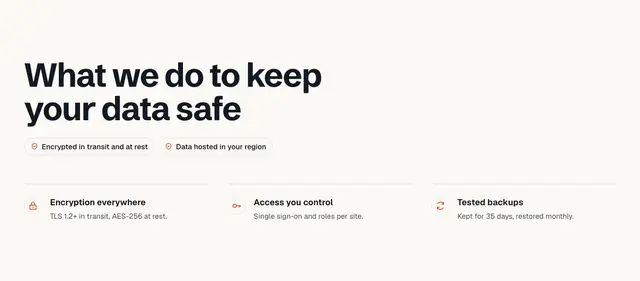 What we do to keep
your data safe
Encrypted in transit and at rest
Data hosted in your region
Encryption everywhere
TLS 1.2+ in transit, AES-256 at rest.
Access you control
Single sign-on and roles per site.
Tested backups
Kept for 35 days, restored monthly.